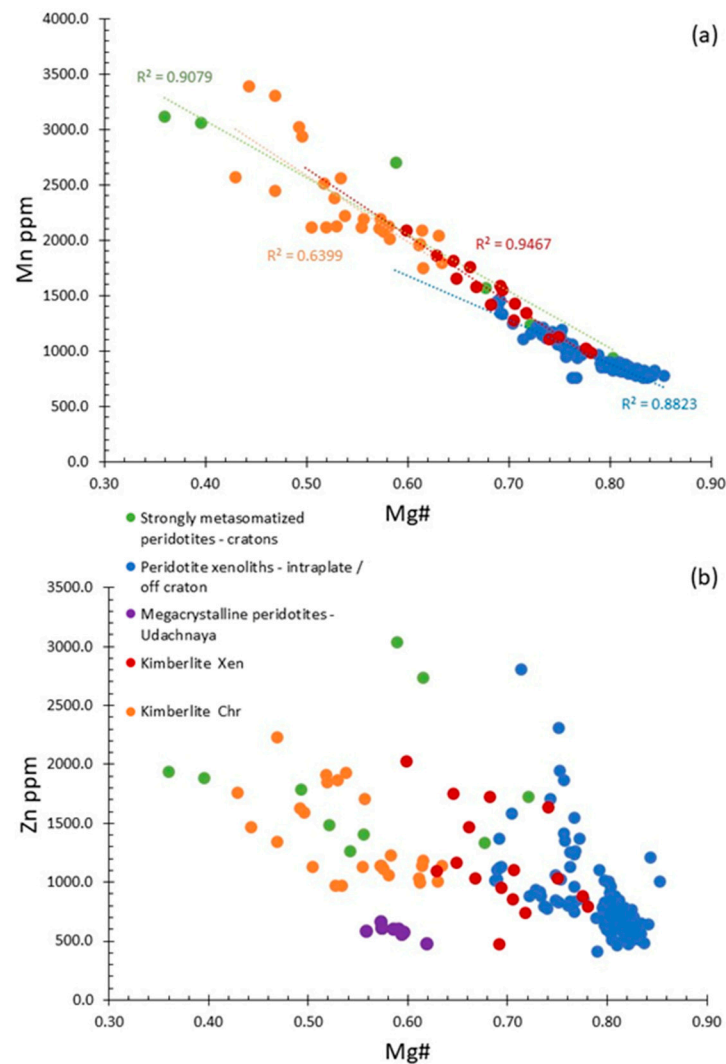 (a)
4000.0
3500.0
3000.0
2500.0
2000.0
1500.0
1000.0
500.0
0.0
Mn ppm
R² = 0.9079
R² = 0.6399
R² = 0.9467
R² = 0.8823
0.30 0.40 0.50 0.60 0.70 0.80 0.90
Mg#
Strongly metasomatized
peridotites - cratons
Peridotite xenoliths - intraplate /
off craton
Megacrystalline peridotites -
Udachnaya
Kimberlite Xen
Kimberlite Chr
(b)
3500.0
3000.0
2500.0
2000.0
1500.0
1000.0
500.0
0.0
Zn ppm
0.30 0.40 0.50 0.60 0.70 0.80 0.90
Mg#